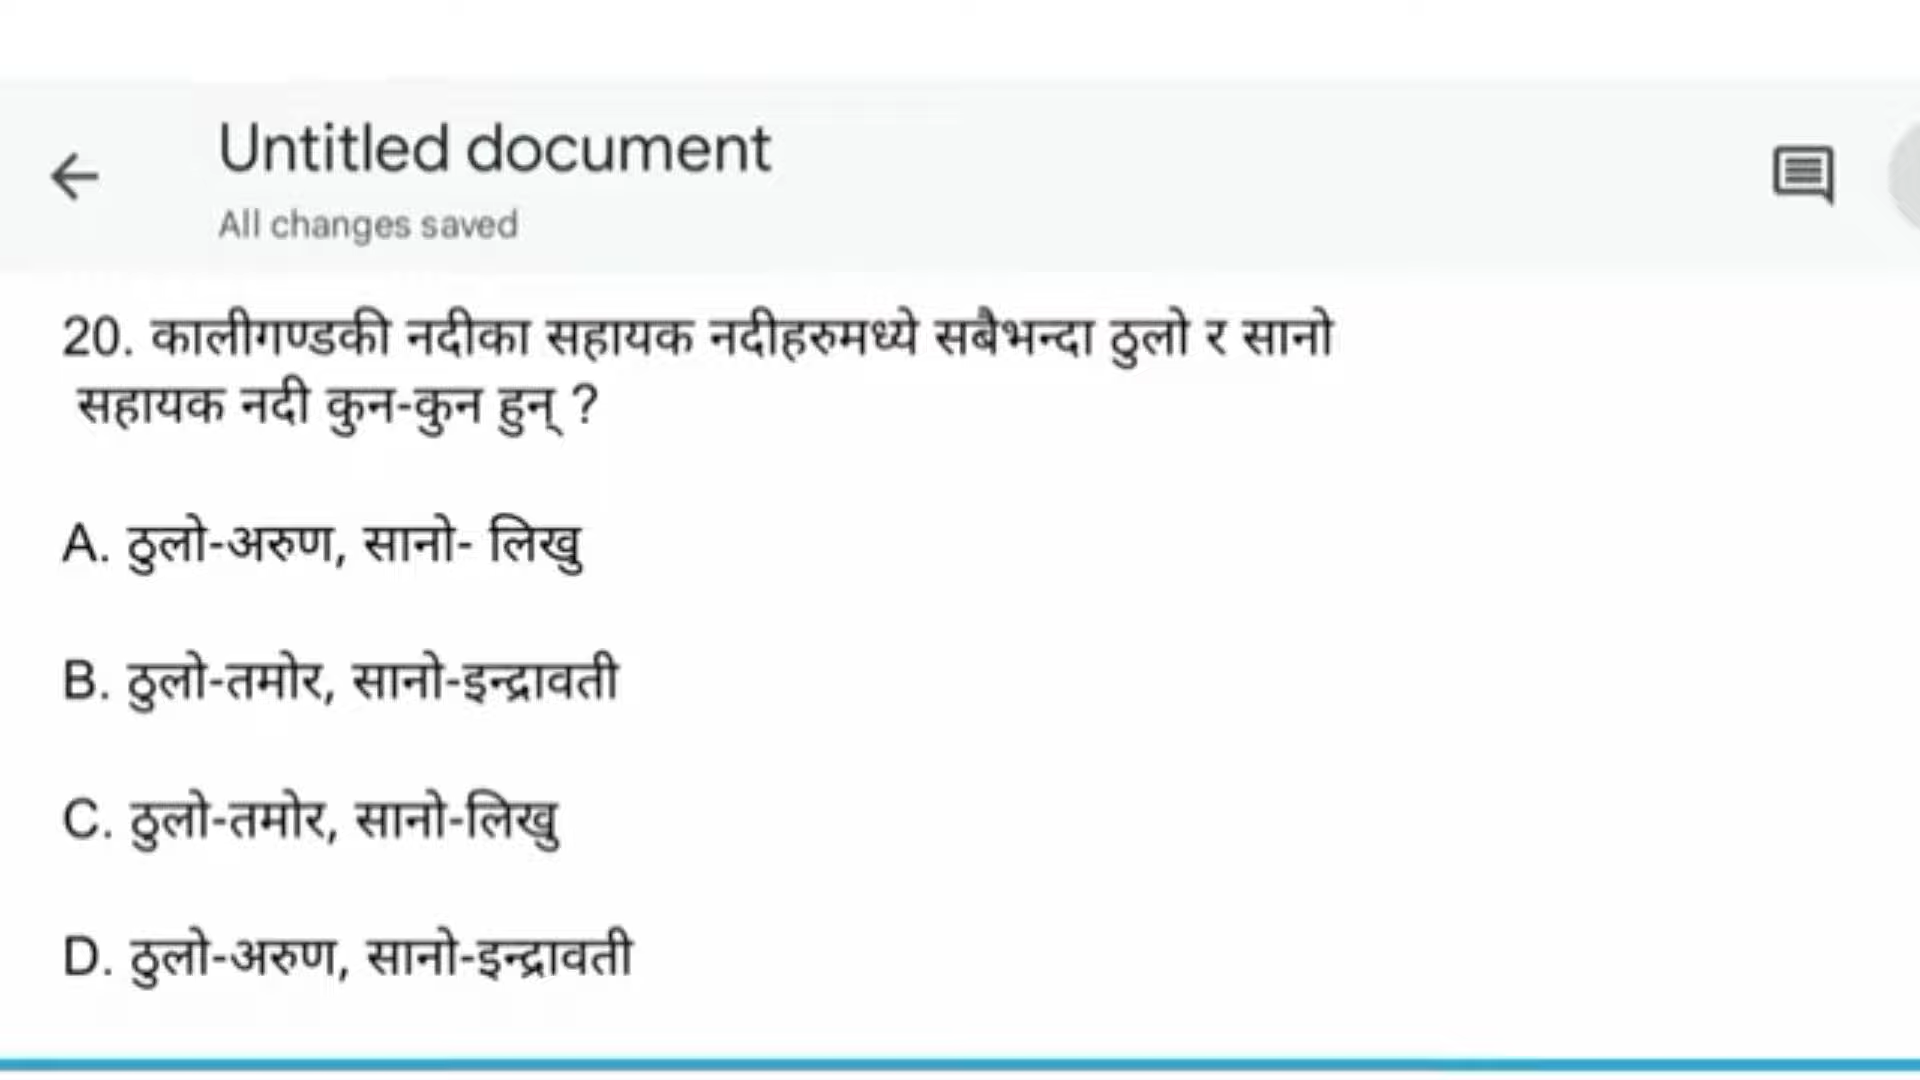 Untitled document
All changes saved
20. कालीगण्डकी नदीका सहायक नदीहरुमध्ये सबैभन्दा ठुलो र सानो
सहायक नदी कुन-कुन हुन् ?
A. ठुलो-अरुण, सानो- लिखु
B. ठुलो-तमोर, सानो-इन्द्रावती
C. ठुलो-तमोर, सानो-लिखु
D. ठुलो-अरुण, सानो-इन्द्रावती